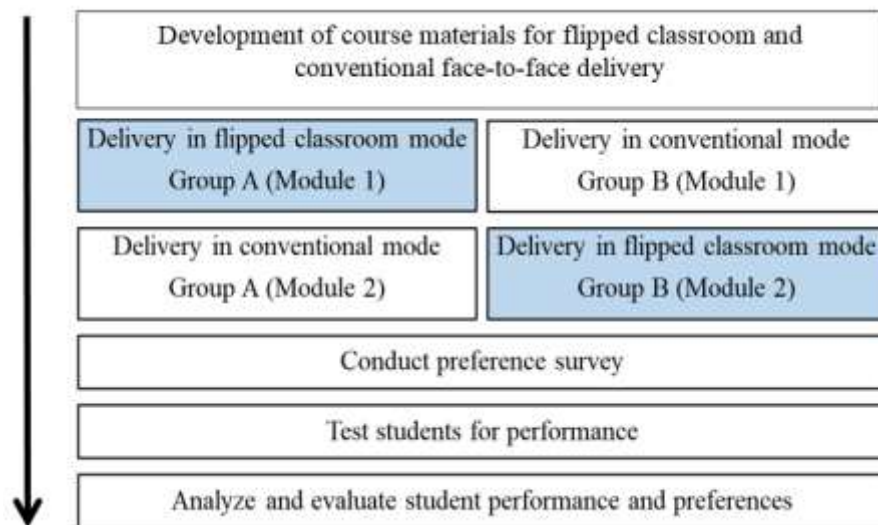 Development of course materials for flipped classroom and
conventional face-to-face delivery
Delivery in flipped classroom mode
Group A (Module 1)
Delivery in conventional mode
Group B (Module 1)
Delivery in conventional mode
Group A (Module 2)
Delivery in flipped classroom mode
Group B (Module 2)
Conduct preference survey
Test students for performance
Analyze and evaluate student performance and preferences